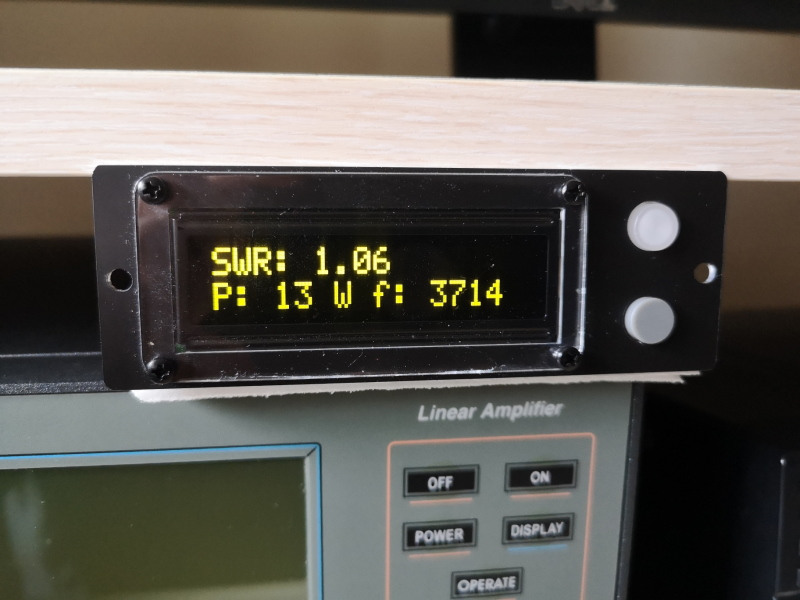 SWR: 1.06
P: 13 W f: 3714
Linear Amplifier
OFF
ON
POWER
DISPLAY
OPERATE